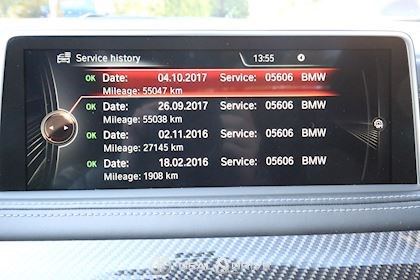 Service history 13:55
OK Date: 04.10.2017 Service: 05606 BMW
Mileage: 55047 km
OK Date: 26.09.2017 Service: 05606 BMW
Mileage: 55038 km
OK Date: 02.11.2016 Service: 05606 BMW
Mileage: 27145 km
OK Date: 18.02.2016 Service: 05606 BMW
Mileage: 1908 km